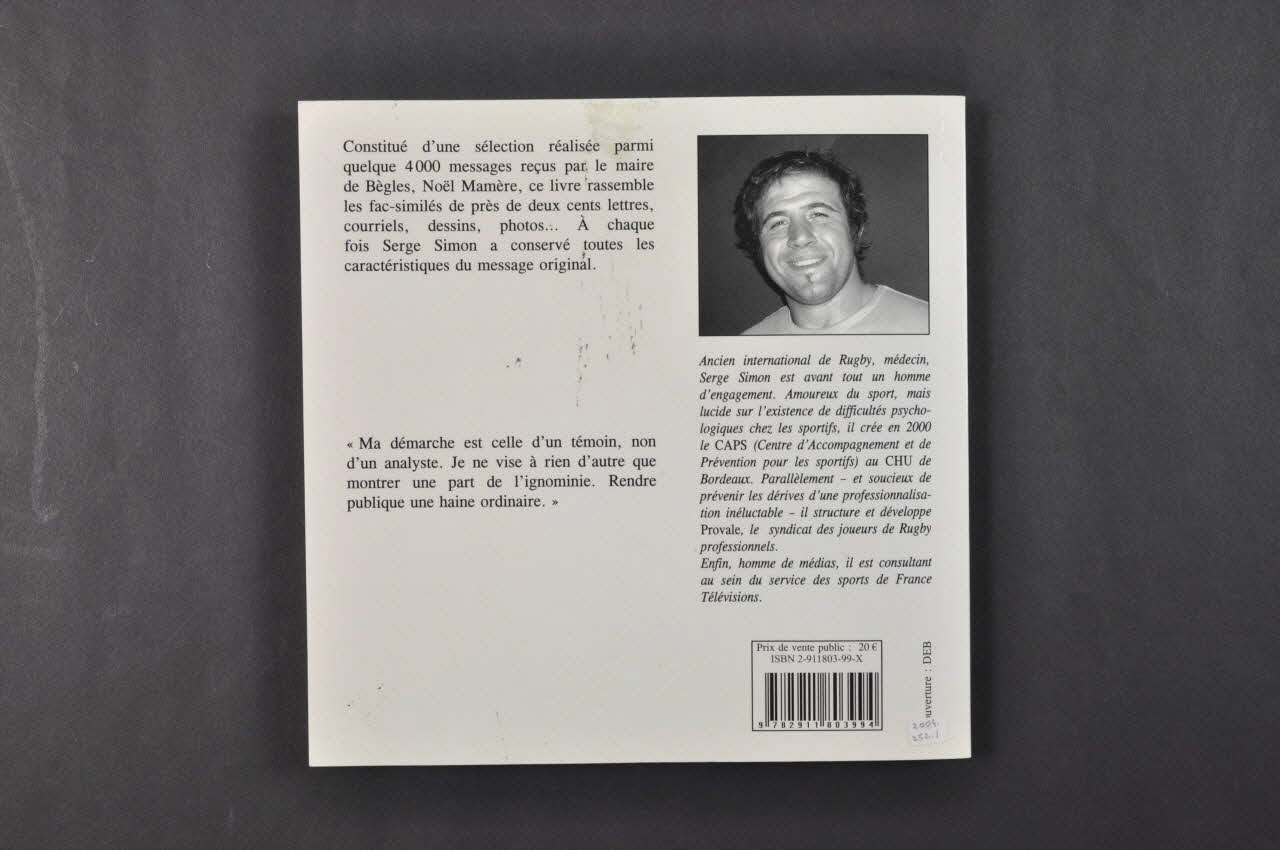 Constitué d'une sélection réalisée parmi
quelque 4000 messages reçus par le maire
de Bègles, Noël Mamère, ce livre rassemble
les fac-similés de près de deux cents lettres,
courriels, dessins, photos... À chaque
fois Serge Simon a conservé toutes les
caractéristiques du message original.
« Ma démarche est celle d'un témoin, non
d'un analyste. Je ne vise à rien d'autre que
montrer une part de l'ignominie. Rendre
publique une haine ordinaire. »
Ancien international de Rugby, médecin,
Serge Simon est avant tout un homme
d'engagement. Amoureux du sport, mais
lucide sur l'existence de difficultés psycho-
logiques chez les sportifs, il crée en 2000
le CAPS (Centre d'Accompagnement et de
Prévention pour les sportifs) au CHU de
Bordeaux. Parallèlement – et soucieux de
prévenir les dérives d'une professionnalisa-
tion inéluctable – il structure et développe
Provale, le syndicat des joueurs de Rugby
professionnels.
Enfin, homme de médias, il est consultant
au sein du service des sports de France
Télévisions.
Prix de vente public : 20 €
ISBN 2-911803-99-X
9 782911 803994
uverture : DEB
252.1